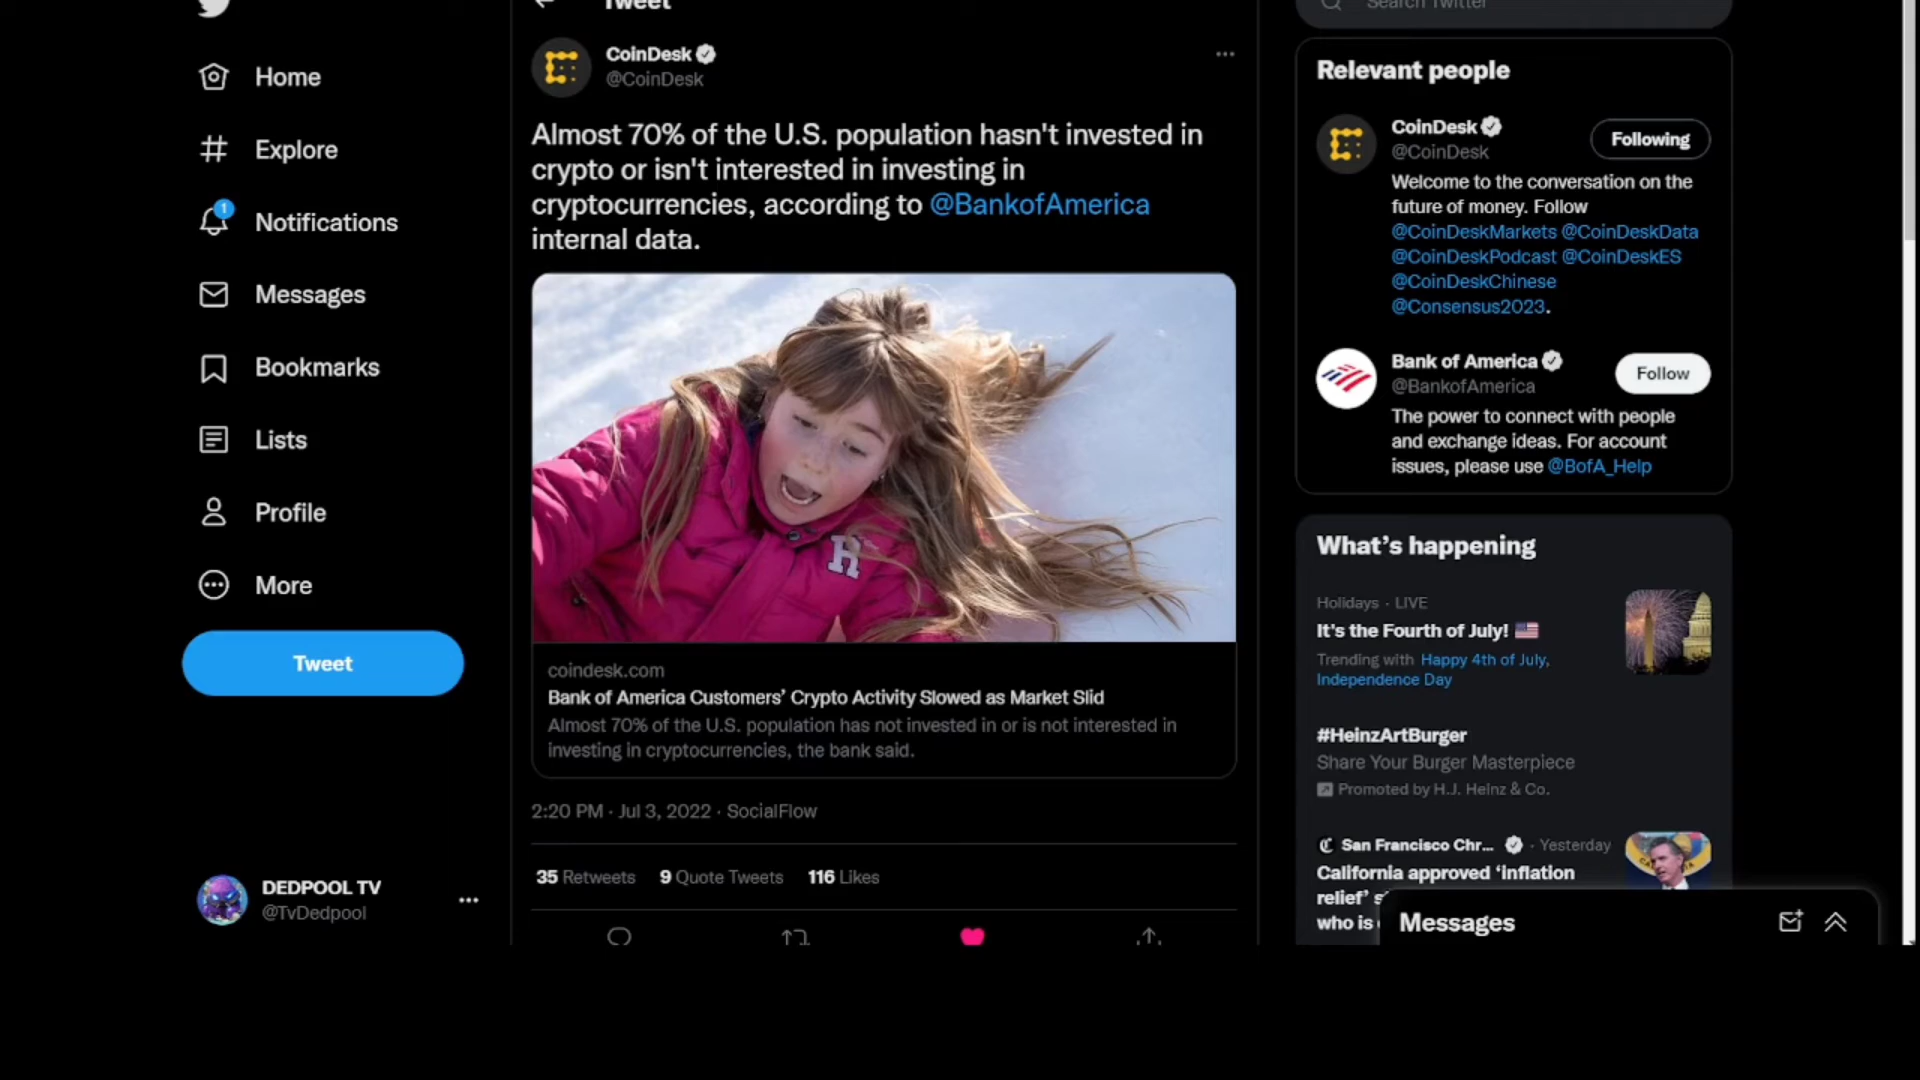 Tweet
Search Twitter
Home
Explore
1
Notifications
Messages
Bookmarks
Lists
Profile
More
Tweet
DEDPOOL TV
@TvDedpool
CoinDesk
@CoinDesk
Almost 70% of the U.S. population hasn't invested in
crypto or isn't interested in investing in
cryptocurrencies, according to @BankofAmerica
internal data.
H
coindesk.com
Bank of America Customers’ Crypto Activity Slowed as Market Slid
Almost 70% of the U.S. population has not invested in or is not interested in
investing in cryptocurrencies, the bank said.
2:20 PM · Jul 3, 2022 · SocialFlow
35 Retweets 9 Quote Tweets 116 Likes
Relevant people
CoinDesk
@CoinDesk
Following
Welcome to the conversation on the
future of money. Follow
@CoinDeskMarkets @CoinDeskData
@CoinDeskPodcast @CoinDeskES
@CoinDeskChinese
@Consensus2023.
Bank of America
@BankofAmerica
Follow
The power to connect with people
and exchange ideas. For account
issues, please use @BofA_Help
What’s happening
Holidays · LIVE
It’s the Fourth of July!
Trending with Happy 4th of July,
Independence Day
#HeinzArtBurger
Share Your Burger Masterpiece
Promoted by H.J. Heinz & Co.
San Francisco Chr... · Yesterday
California approved ‘inflation
relief’
who is
Messages